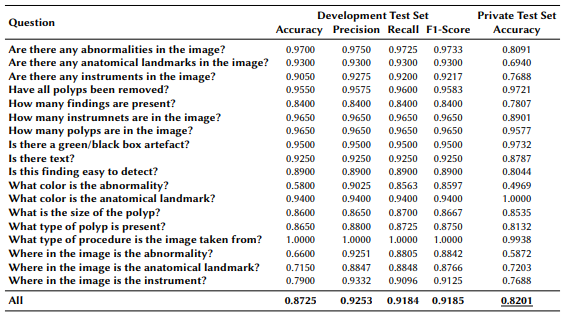 Question Development Test Set Private Test Set
Accuracy Precision Recall F1-Score Accuracy
Are there any abnormalities in the image? 0.9700 0.9750 0.9725 0.9733 0.8091
Are there any anatomical landmarks in the image? 0.9300 0.9300 0.9300 0.9300 0.6940
Are there any instruments in the image? 0.9050 0.9275 0.9200 0.9217 0.7688
Have all polyps been removed? 0.9550 0.9575 0.9600 0.9583 0.9721
How many findings are present? 0.8400 0.8400 0.8400 0.8400 0.7807
How many instrumnets are in the image? 0.9650 0.9650 0.9650 0.9650 0.8901
How many polyps are in the image? 0.9650 0.9650 0.9650 0.9650 0.9577
Is there a green/black box artefact? 0.9500 0.9500 0.9500 0.9500 0.9732
Is there text? 0.9250 0.9250 0.9250 0.9250 0.8787
Is this finding easy to detect? 0.8900 0.8900 0.8900 0.8900 0.8044
What color is the abnormality? 0.5800 0.9025 0.8563 0.8597 0.4969
What color is the anatomical landmark? 0.9400 0.9400 0.9400 0.9400 1.0000
What is the size of the polyp? 0.8600 0.8650 0.8700 0.8667 0.8535
What type of polyp is present? 0.8650 0.8800 0.8725 0.8750 0.8132
What type of procedure is the image taken from? 1.0000 1.0000 1.0000 1.0000 0.9938
Where in the image is the abnormality? 0.6600 0.9251 0.8805 0.8842 0.5872
Where in the image is the anatomical landmark? 0.7150 0.8847 0.8848 0.8766 0.7203
Where in the image is the instrument? 0.7900 0.9332 0.9096 0.9125 0.7688
All 0.8725 0.9253 0.9184 0.9185 0.8201